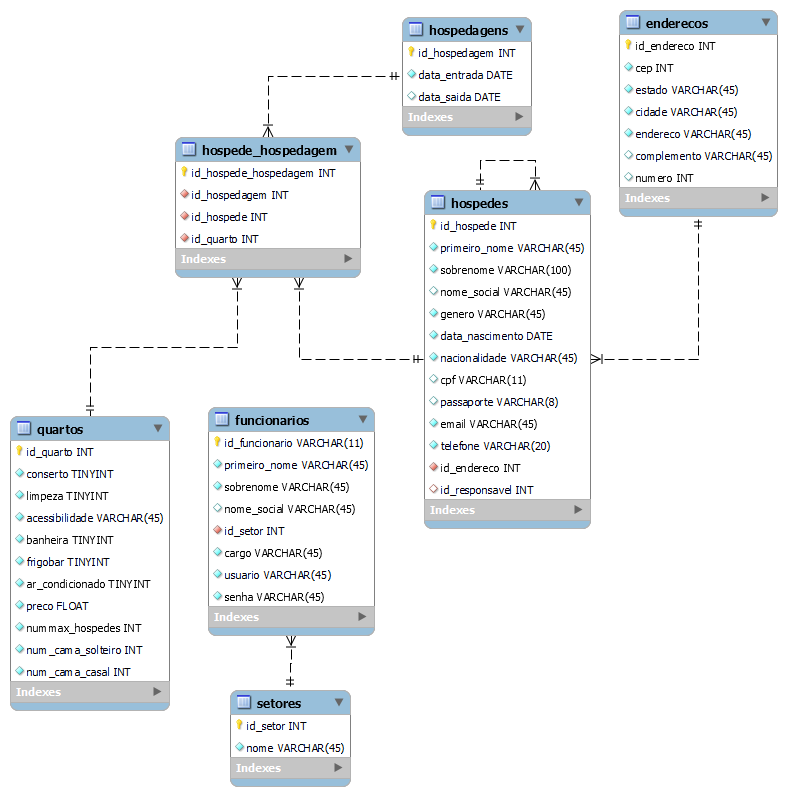 hospedagens
id_hospedagem INT
data_entrada DATE
data_saida DATE
Indexes
enderecos
id_endereco INT
cep INT
estado VARCHAR(45)
cidade VARCHAR(45)
endereco VARCHAR(45)
complemento VARCHAR(45)
numero INT
Indexes
hospede_hospedagem
id_hospede_hospedagem INT
id_hospedagem INT
id_hospede INT
id_quarto INT
Indexes
hospedes
id_hospede INT
primeiro_nome VARCHAR(45)
sobrenome VARCHAR(100)
nome_social VARCHAR(45)
genero VARCHAR(45)
data_nascimento DATE
nacionalidade VARCHAR(45)
cpf VARCHAR(11)
passaporte VARCHAR(8)
email VARCHAR(45)
telefone VARCHAR(20)
id_endereco INT
id_responsavel INT
Indexes
quartos
id_quarto INT
conserto TINYINT
limpeza TINYINT
acessibilidade VARCHAR(45)
banheira TINYINT
frigobar TINYINT
ar_condicionado TINYINT
preco FLOAT
nummax_hospedes INT
num_cama_solteiro INT
num_cama_casal INT
Indexes
funcionarios
id_funcionario VARCHAR(11)
primeiro_nome VARCHAR(45)
sobrenome VARCHAR(45)
nome_social VARCHAR(45)
id_setor INT
cargo VARCHAR(45)
usuario VARCHAR(45)
senha VARCHAR(45)
Indexes
setores
id_setor INT
nome VARCHAR(45)
Indexes